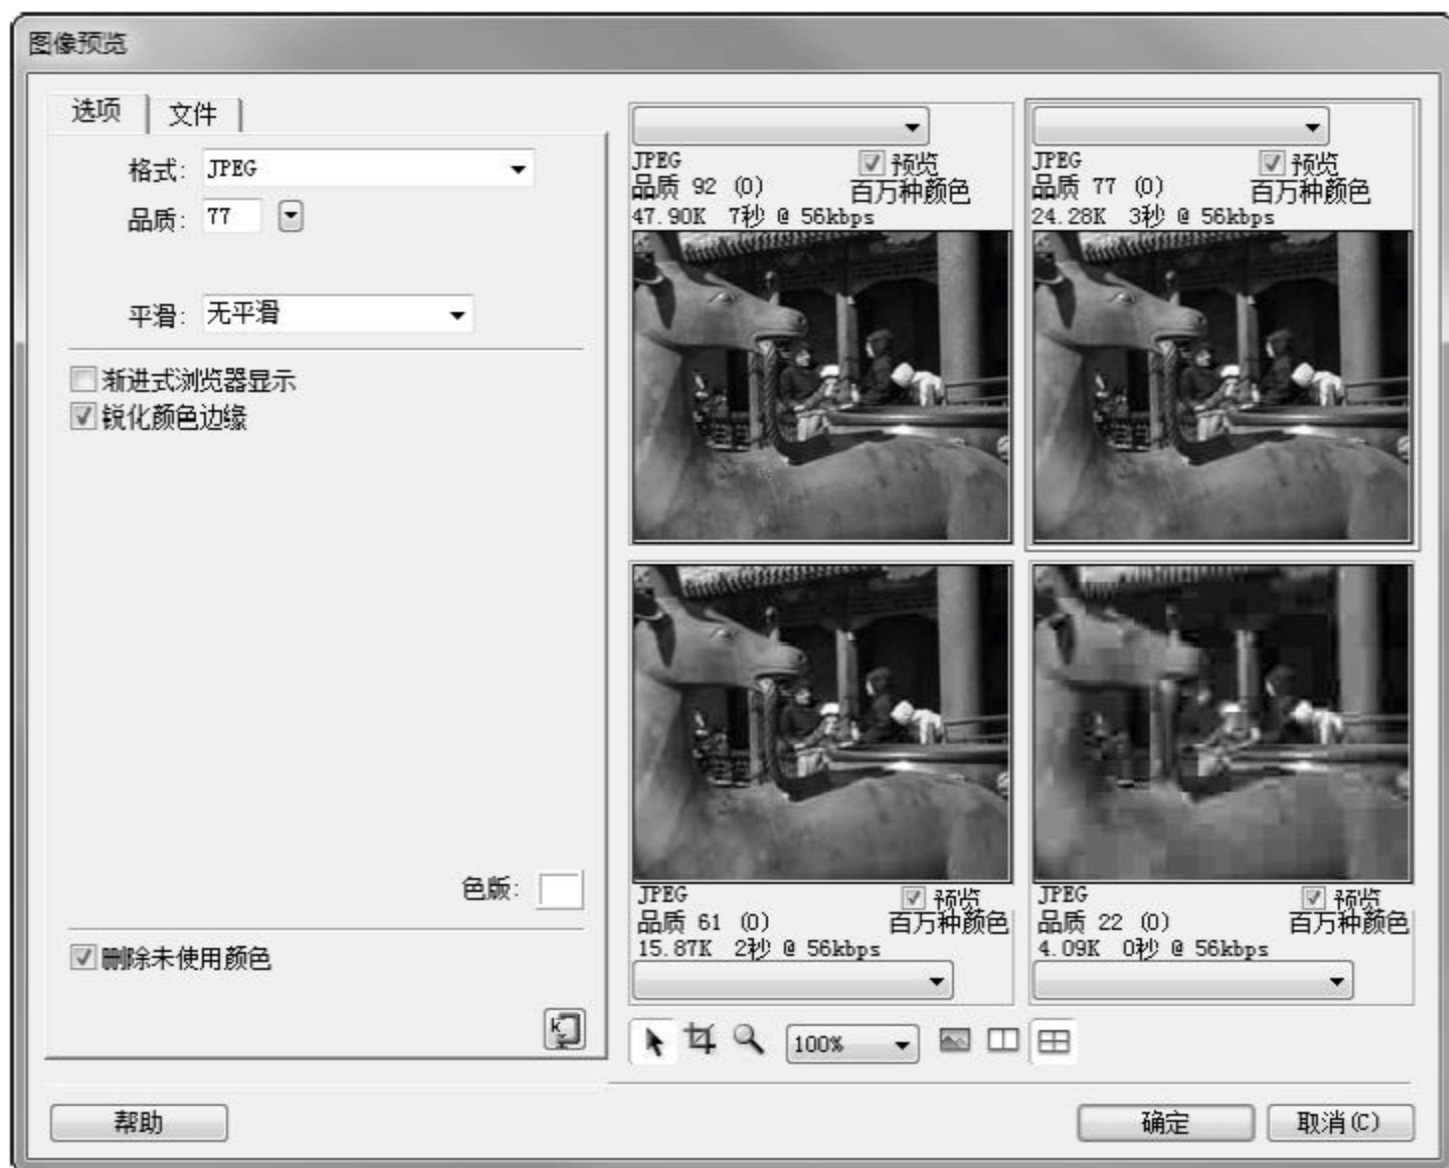 图像预览
选项 文件
格式: JPEG
品质: 77
平滑: 无平滑
渐进式浏览器显示
锐化颜色边缘
色版:
删除未使用颜色
k
JPEG 预览
品质 92 (0) 百万种颜色
47.90K 7秒 @ 56kbps
JPEG 预览
品质 77 (0) 百万种颜色
24.28K 3秒 @ 56kbps
JPEG 预览
品质 61 (0) 百万种颜色
15.87K 2秒 @ 56kbps
JPEG 预览
品质 22 (0) 百万种颜色
4.09K 0秒 @ 56kbps
100%
帮助 确定 取消(C)